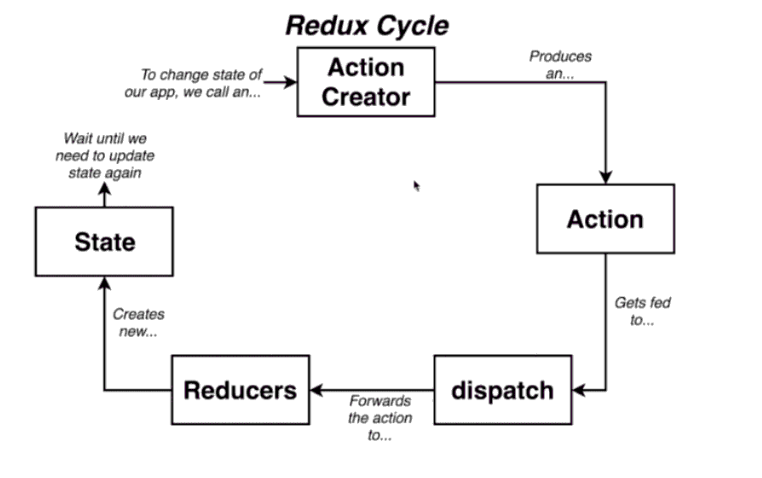 Redux Cycle
To change state of
our app, we call an...
Action
Creator
Produces
an...
Action
Gets fed
to...
dispatch
Forwards
the action
to...
Reducers
Creates
new...
State
Wait until we
need to update
state again